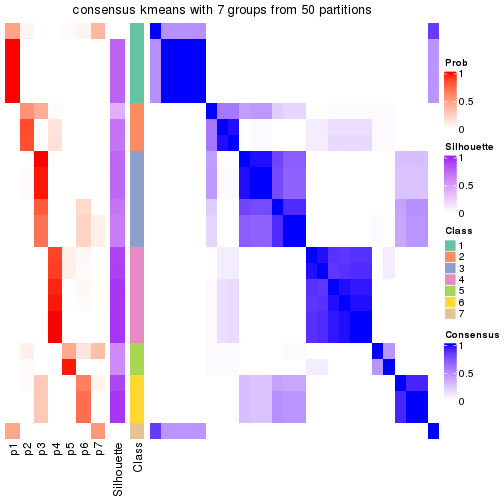 consensus kmeans with 7 groups from 50 partitions
Prob
1
0.5
0
Silhouette
1
0.5
0
Class
1
2
3
4
5
6
7
Consensus
1
0.5
0
p1
p2
p3
p4
p5
p6
p7
Silhouette
Class